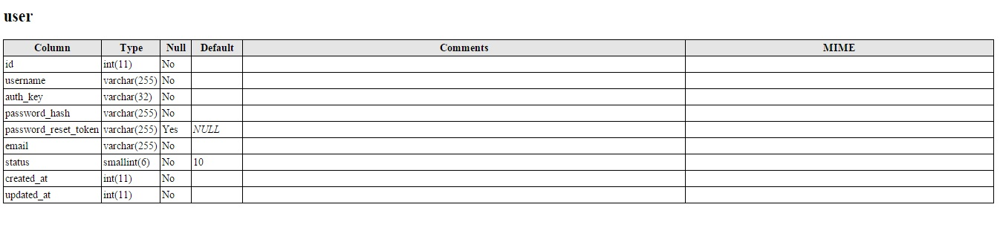 user
Column Type Null Default Comments MIME
id int(11) No
username varchar(255) No
auth_key varchar(32) No
password_hash varchar(255) No
password_reset_token varchar(255) Yes NULL
email varchar(255) No
status smallint(6) No 10
created_at int(11) No
updated_at int(11) No